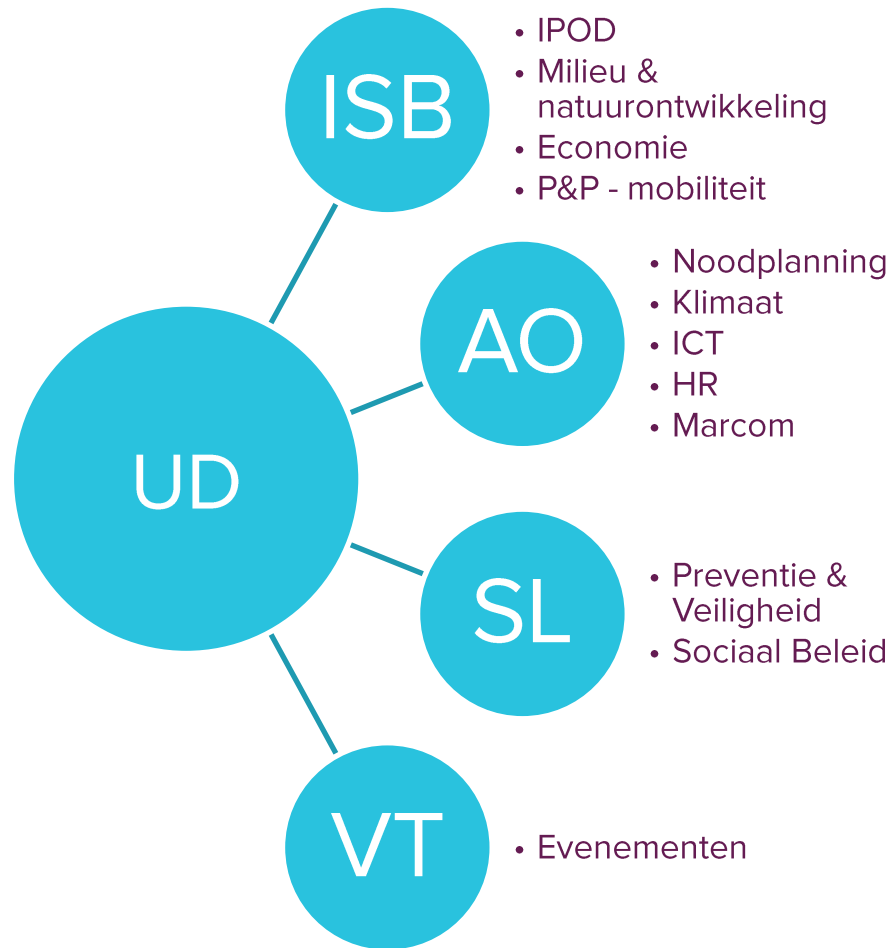 ISB
• IPOD
• Milieu &
natuurontwikkeling
• Economie
• P&P - mobiliteit
AO
• Noodplanning
• Klimaat
• ICT
• HR
• Marcom
UD
SL
• Preventie &
Veiligheid
• Sociaal Beleid
VT
• Evenementen